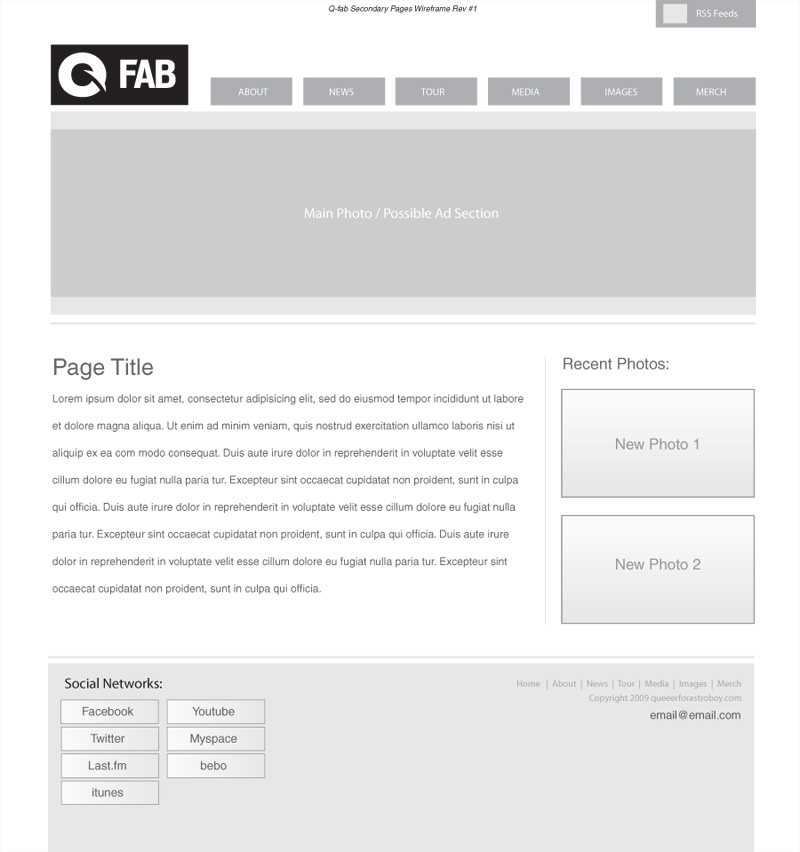 Q-fab Secondary Pages Wireframe Rev #1
RSS Feeds
Q FAB
ABOUT
NEWS
TOUR
MEDIA
IMAGES
MERCH
Main Photo / Possible Ad Section
Page Title
Lorem ipsum dolor sit amet, consectetur adipisicing elit, sed do eiusmod tempor incididunt ut labore
et dolore magna aliqua. Ut enim ad minim veniam, quis nostrud exercitation ullamco laboris nisi ut
aliquip ex ea com modo consequat. Duis aute irure dolor in reprehenderit in voluptate velit esse
cillum dolore eu fugiat nulla paria tur. Excepteur sint occaecat cupidatat non proident, sunt in culpa
qui officia. Duis aute irure dolor in reprehenderit in voluptate velit esse cillum dolore eu fugiat nulla
paria tur. Excepteur sint occaecat cupidatat non proident, sunt in culpa qui officia. Duis aute irure
dolor in reprehenderit in voluptate velit esse cillum dolore eu fugiat nulla paria tur. Excepteur sint
occaecat cupidatat non proident, sunt in culpa qui officia.
Recent Photos:
New Photo 1
New Photo 2
Social Networks:
Facebook
Youtube
Twitter
Myspace
Last.fm
bebo
itunes
Home | About | News | Tour | Media | Images | Merch
Copyright 2009 queeerforastroboy.com
email@email.com